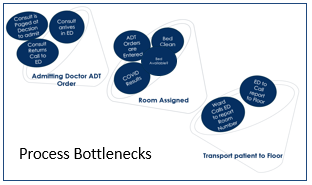 Consult is
Paged at
Decision
to admit
Consult
arrives
in ED
Consult
Returns
Call to
ED
Admitting Doctor ADT
Order
ADT
Orders
are
Entered
Bed
Clean
Bed
Available
COVID
Results
Room Assigned
Ward
Calls ED
to report
Room
Number
ED to
Call
report
to Floor
Transport patient to Floor
Process Bottlenecks